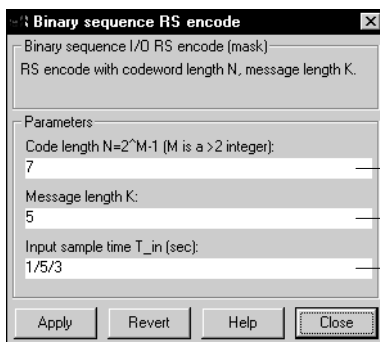 Binary sequence RS encode
Binary sequence I/O RS encode (mask)
RS encode with codeword length N, message length K.
Parameters
Code length N=2^M-1 (M is a >2 integer):
7
Message length K:
5
Input sample time T_in (sec):
1/5/3
Apply Revert Help Close